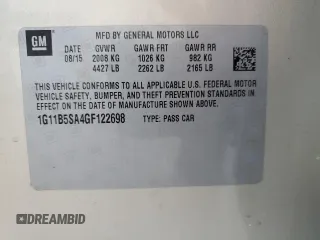 GM
MFD BY GENERAL MOTORS LLC
DATE GVWR GAWR FRT GAWR RR
08/15 2008 KG 1026 KG 982 KG
4427 LB 2262 LB 2165 LB
THIS VEHICLE CONFORMS TO ALL APPLICABLE U.S. FEDERAL MOTOR
VEHICLE SAFETY, BUMPER, AND THEFT PREVENTION STANDARDS
IN EFFECT ON THE DATE OF MANUFACTURE SHOWN ABOVE.
1G11B5SA4GF122698 TYPE: PASS CAR
DREAMBID